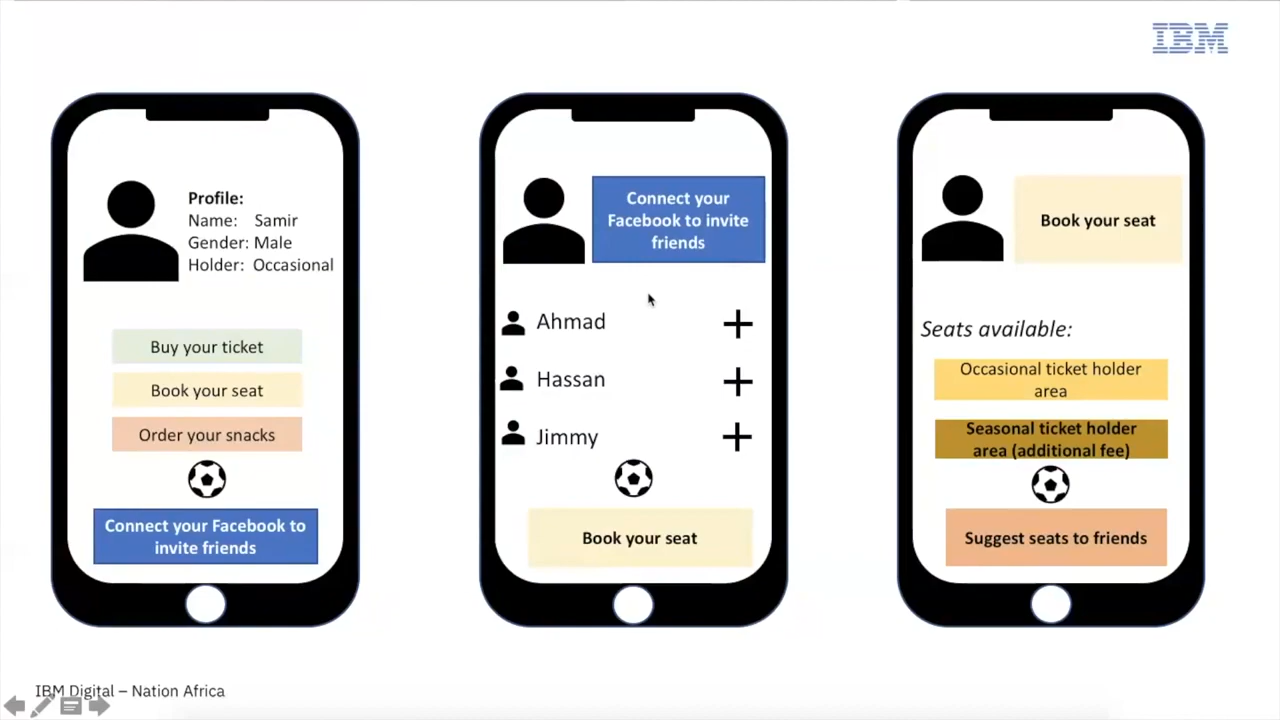 IBM
Profile:
Name: Samir
Gender: Male
Holder: Occasional
Buy your ticket
Book your seat
Order your snacks
Connect your Facebook to
invite friends
Connect your
Facebook to invite
friends
Ahmad
Hassan
Jimmy
Book your seat
Book your seat
Seats available:
Occasional ticket holder
area
Seasonal ticket holder
area (additional fee)
Suggest seats to friends
IBM Digital – Nation Africa